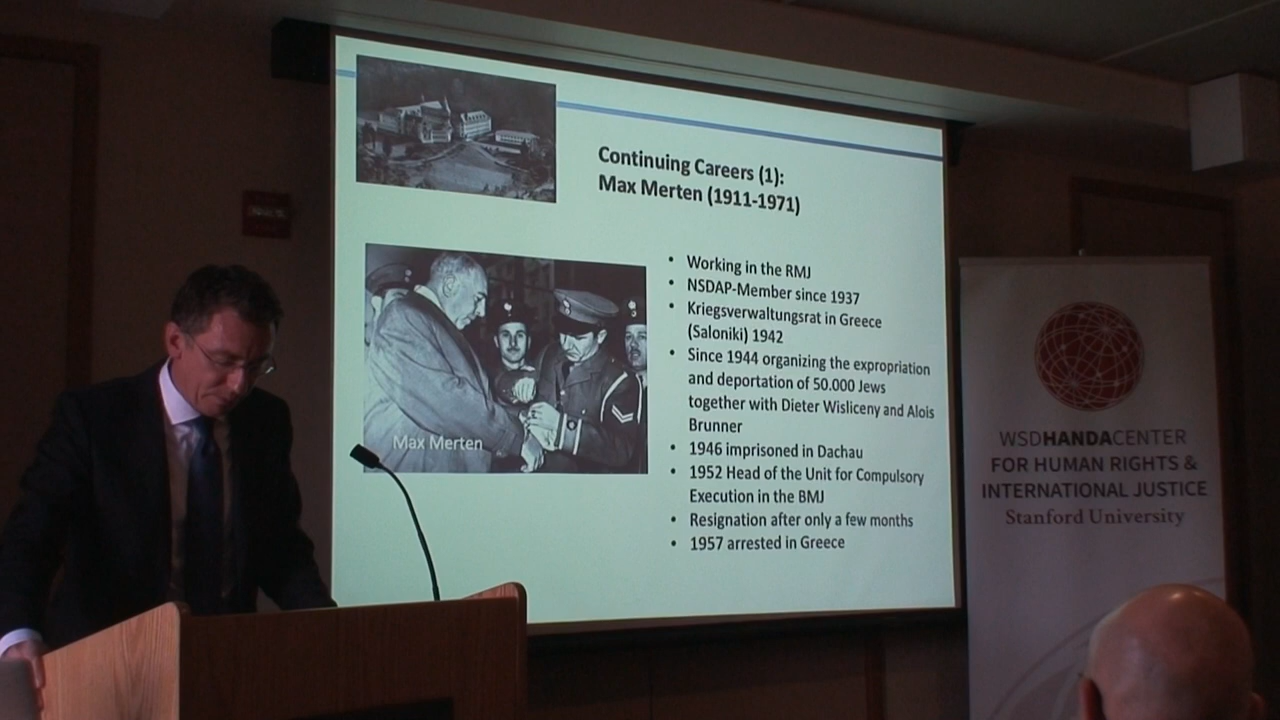 Continuing Careers (1):
Max Merten (1911-1971)
• Working in the RMJ
• NSDAP-Member since 1937
• Kriegsverwaltungsrat in Greece
(Saloniki) 1942
• Since 1944 organizing the expropriation
and deportation of 50.000 Jews
together with Dieter Wisliceny and Alois
Brunner
• 1946 imprisoned in Dachau
• 1952 Head of the Unit for Compulsory
Execution in the BMJ
• Resignation after only a few months
• 1957 arrested in Greece
Max Merten
WSDHANDACENTER
FOR HUMAN RIGHTS &
INTERNATIONAL JUSTICE
Stanford University